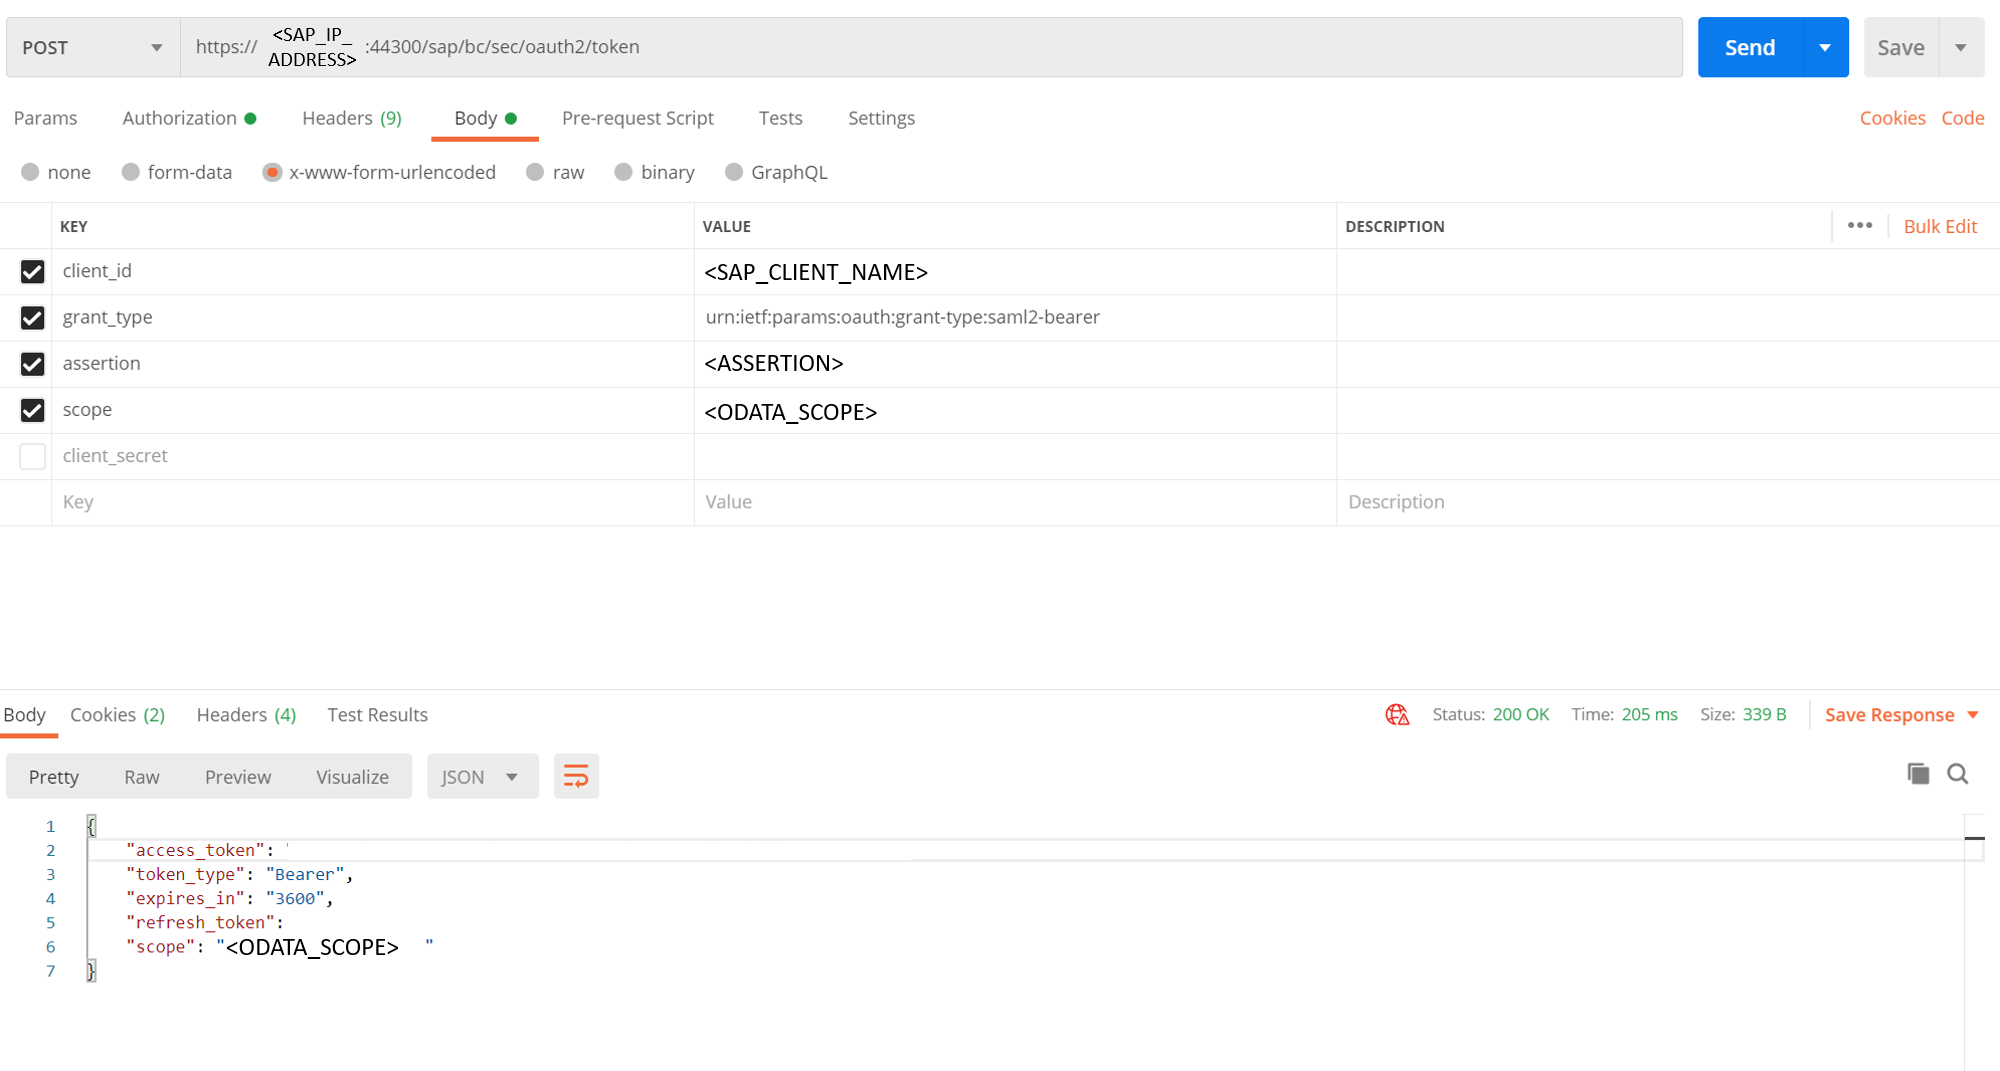 POST https:// <SAP_IP_ADDRESS> :44300/sap/bc/sec/oauth2/token Send Save
Params Authorization Headers (9) Body Pre-request Script Tests Settings Cookies Code
none form-data x-www-form-urlencoded raw binary GraphQL
KEY VALUE DESCRIPTION ••• Bulk Edit
client_id <SAP_CLIENT_NAME>
grant_type urn:ietf:params:oauth:grant-type:saml2-bearer
assertion <ASSERTION>
scope <ODATA_SCOPE>
client_secret
Key Value Description
Body Cookies (2) Headers (4) Test Results Status: 200 OK Time: 205 ms Size: 339 B Save Response
Pretty Raw Preview Visualize JSON
1 {
2 "access_token": '
3 "token_type": "Bearer",
4 "expires_in": "3600",
5 "refresh_token":
6 "scope": "<ODATA_SCOPE> "
7 }